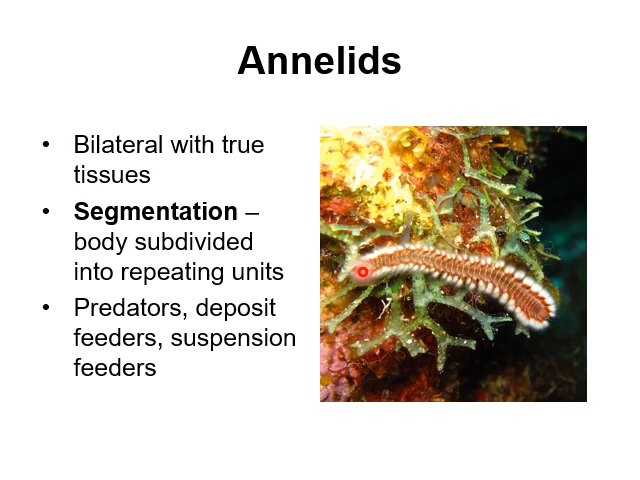 Annelids
• Bilateral with true
tissues
• Segmentation –
body subdivided
into repeating units
• Predators, deposit
feeders, suspension
feeders